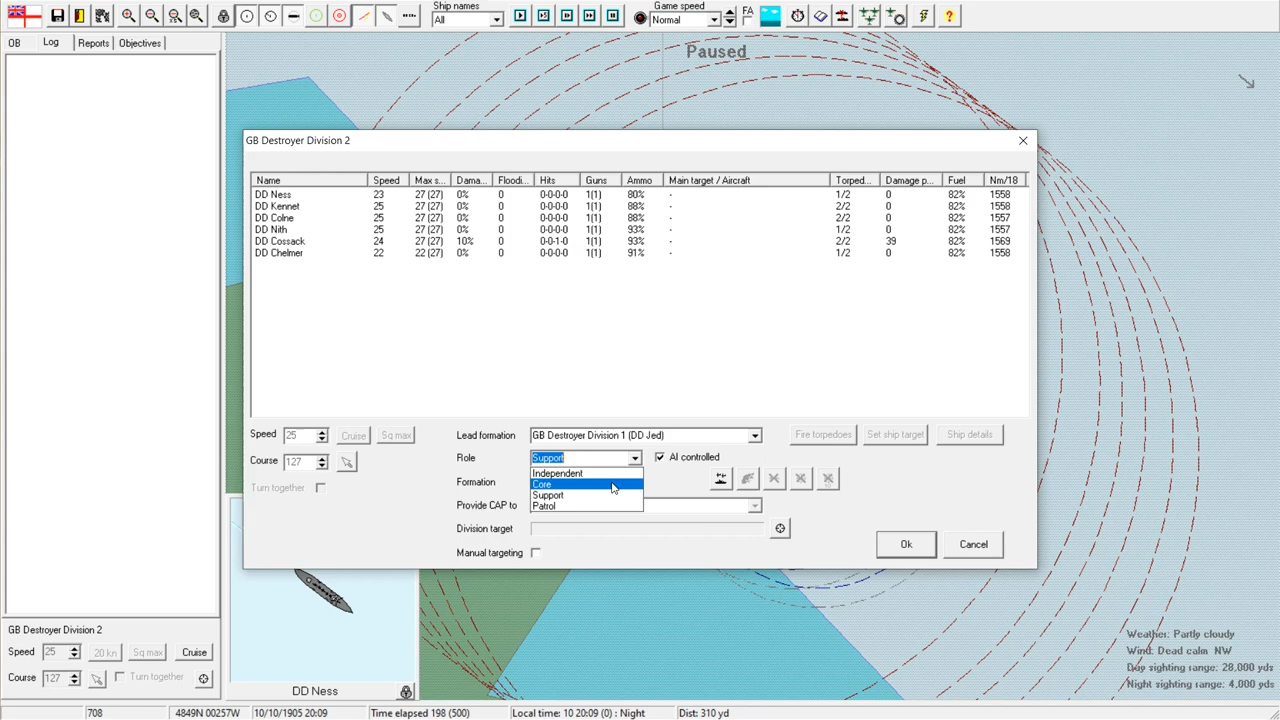 Ship names
All
Game speed
Normal
FA
OB Log Reports Objectives
Paused
GB Destroyer Division 2
Name Speed Max s... Dama... Floodi... Hits Guns Ammo Main target / Aircraft Torped... Damage p... Fuel Nm/18
DD Ness 23 27 (27) 0% 0 0-0-0-0 1(1) 80% - 1/2 0 82% 1558
DD Kennet 25 27 (27) 0% 0 0-0-0-0 1(1) 88% - 2/2 0 82% 1558
DD Colne 25 27 (27) 0% 0 0-0-0-0 1(1) 88% - 2/2 0 82% 1557
DD Nith 25 27 (27) 0% 0 0-0-0-0 1(1) 93% - 1/2 0 82% 1557
DD Cossack 24 27 (27) 10% 0 0-0-1-0 1(1) 93% - 2/2 39 82% 1569
DD Chelmer 22 22 (27) 0% 0 0-0-0-0 1(1) 91% - 1/2 0 82% 1558
Speed 25 Cruise Sq max
Course 127
Turn together
Lead formation GB Destroyer Division 1 (DD Jed)
Role Support AI controlled
Independent
Core
Support
Patrol
Formation
Provide CAP to
Division target
Manual targeting
Fire torpedoes Set ship target Ship details
Ok Cancel
GB Destroyer Division 2
Speed 25 20 kn Sq max Cruise
Course 127 Turn together
DD Ness
Weather: Partly cloudy
Wind: Dead calm NW
Day sighting range: 28,000 yds
Night sighting range: 4,000 yds
708 4849N 00257W 10/10/1905 20:09 Time elapsed 198 (500) Local time: 10 20:09 (0) : Night Dist: 310 yd